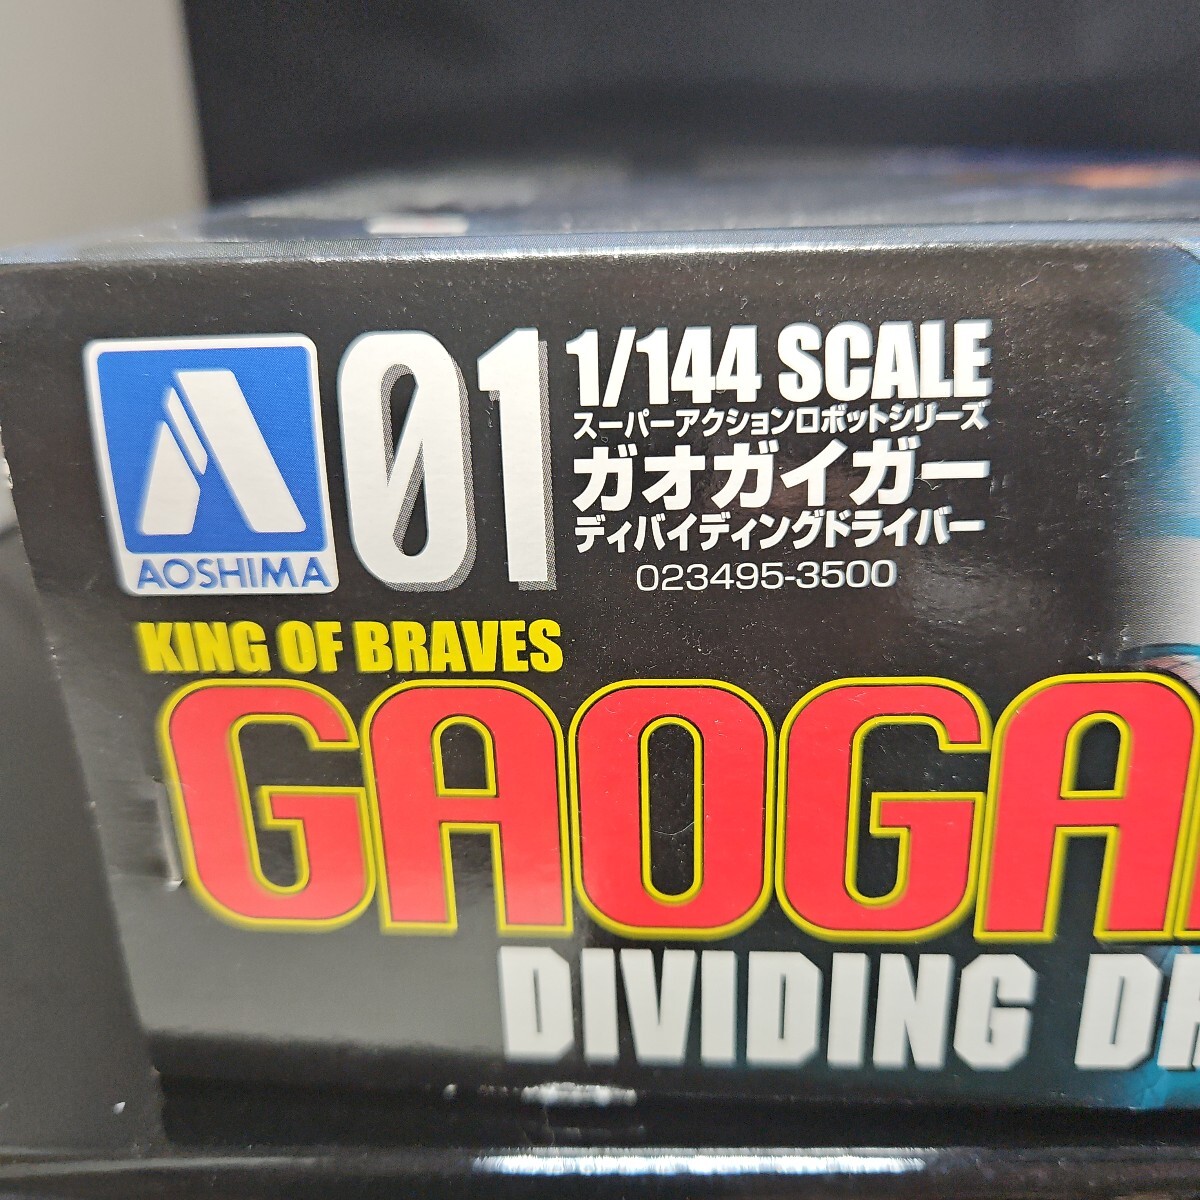 AOSHIMA
01
1/144 SCALE
スーパーアクションロボットシリーズ
ガオガイガー
ディバイディングドライバー
023495-3500
KING OF BRAVES
GAOGA
DIVIDING